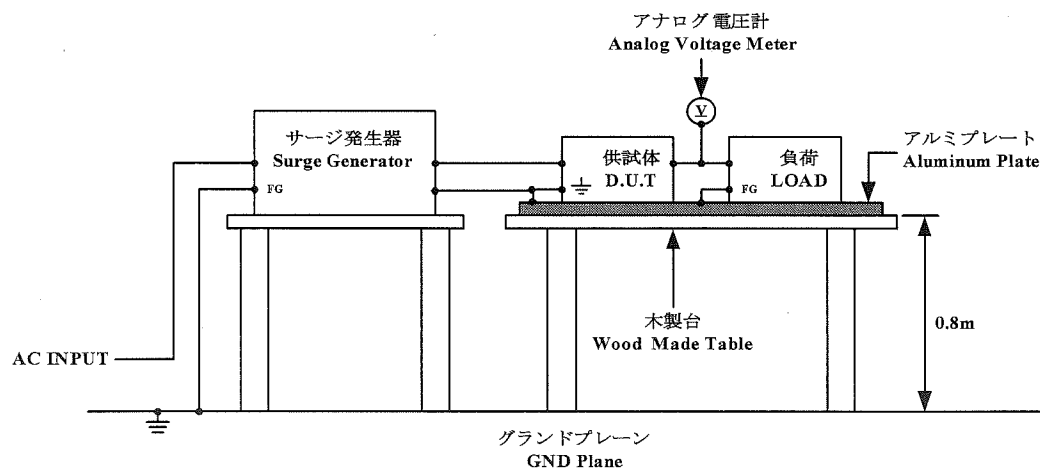 アナログ電圧計
Analog Voltage Meter
V
サージ発生器
Surge Generator
FG
供試体
D.U.T
負荷
LOAD
FG
アルミプレート
Aluminum Plate
木製台
Wood Made Table
0.8m
AC INPUT
グランドプレーン
GND Plane